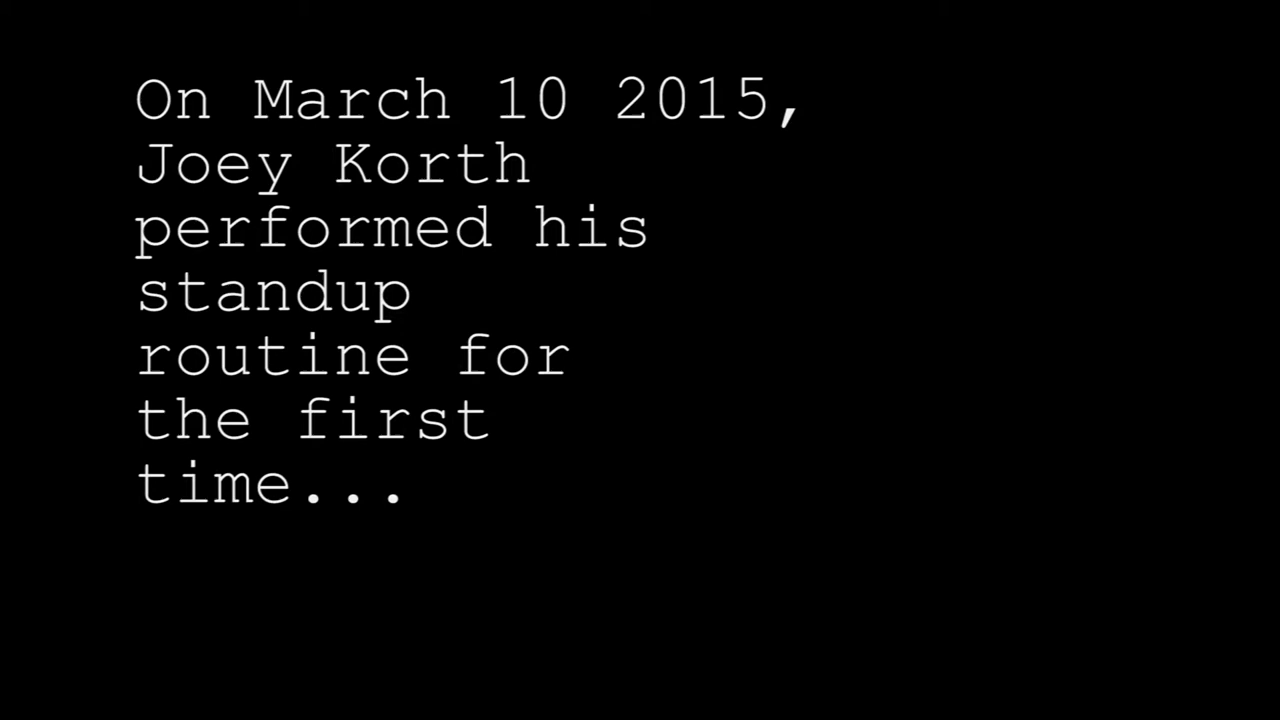 On March 10 2015,
Joey Korth
performed his
standup
routine for
the first
time...